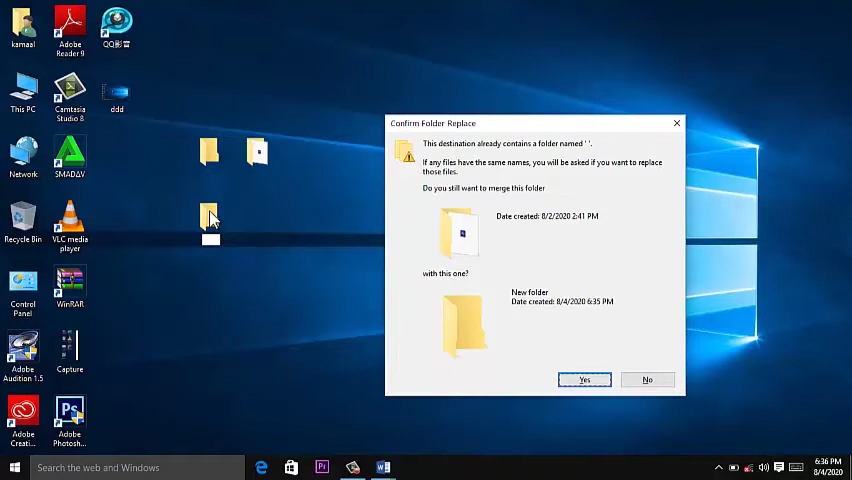 kamaal
Adobe
Reader 9
QQ影音
This PC
Camtasia
Studio 8
ddd
Network
SMADΔV
Recycle Bin
VLC media
player
Control
Panel
WinRAR
Adobe
Audition 1.5
Capture
Adobe
Creati...
Adobe
Photosh...
Confirm Folder Replace
This destination already contains a folder named ' '.
If any files have the same names, you will be asked if you want to replace
those files.
Do you still want to merge this folder
Date created: 8/2/2020 2:41 PM
with this one?
New folder
Date created: 8/4/2020 6:35 PM
Yes
No
Search the web and Windows
6:36 PM
8/4/2020